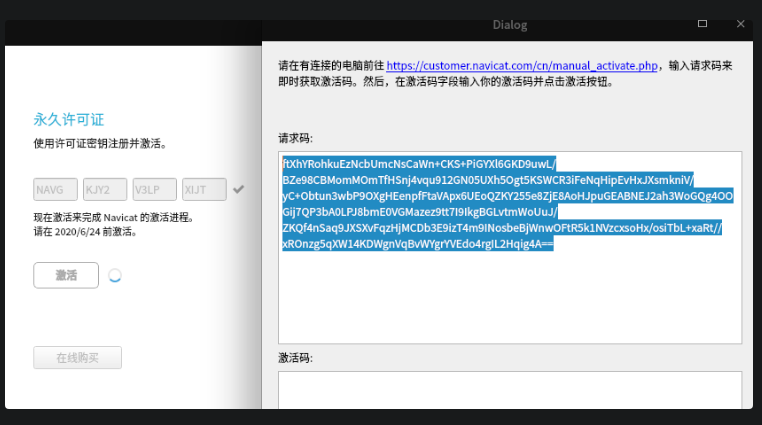 Dialog
请在有连接的电脑前往 https://customer.navicat.com/cn/manual_activate.php，输入请求码来
即时获取激活码。然后，在激活码字段输入你的激活码并点击激活按钮。
永久许可证
使用许可证密钥注册并激活。
NAVG KJY2 V3LP XIJT
现在激活来完成 Navicat 的激活进程。
请在 2020/6/24 前激活。
激活
在线购买
请求码:
ftXhYRohkuEzNcbUmcNsCaWn+CKS+PiGYXl6GKD9uwL/
BZe98CBMomMOmTfHSnj4vqu912GN05UXh5Ogt5KSWCR3iFeNqHipEvHxJXsmkniV/
yC+Obtun3wbP9OXgHEenpfFtaVApx6UEoQZKY255e8ZjE8AoHJpuGEABNEJ2ah3WoGQg4OO
Gij7QP3bA0LPJ8bmE0VGMazez9tt7I9IkgBGLvtmWoUuJ/
ZKQf4nSaq9JXSXvFqzHjMCDb3E9izT4m9INosbeBjWnwOFtR5k1NVzcxsoHx/osiTbL+xaRt//
xROnzg5qXW14KDWgnVqBvWYgrYVEdo4rgIL2Hqig4A==
激活码: